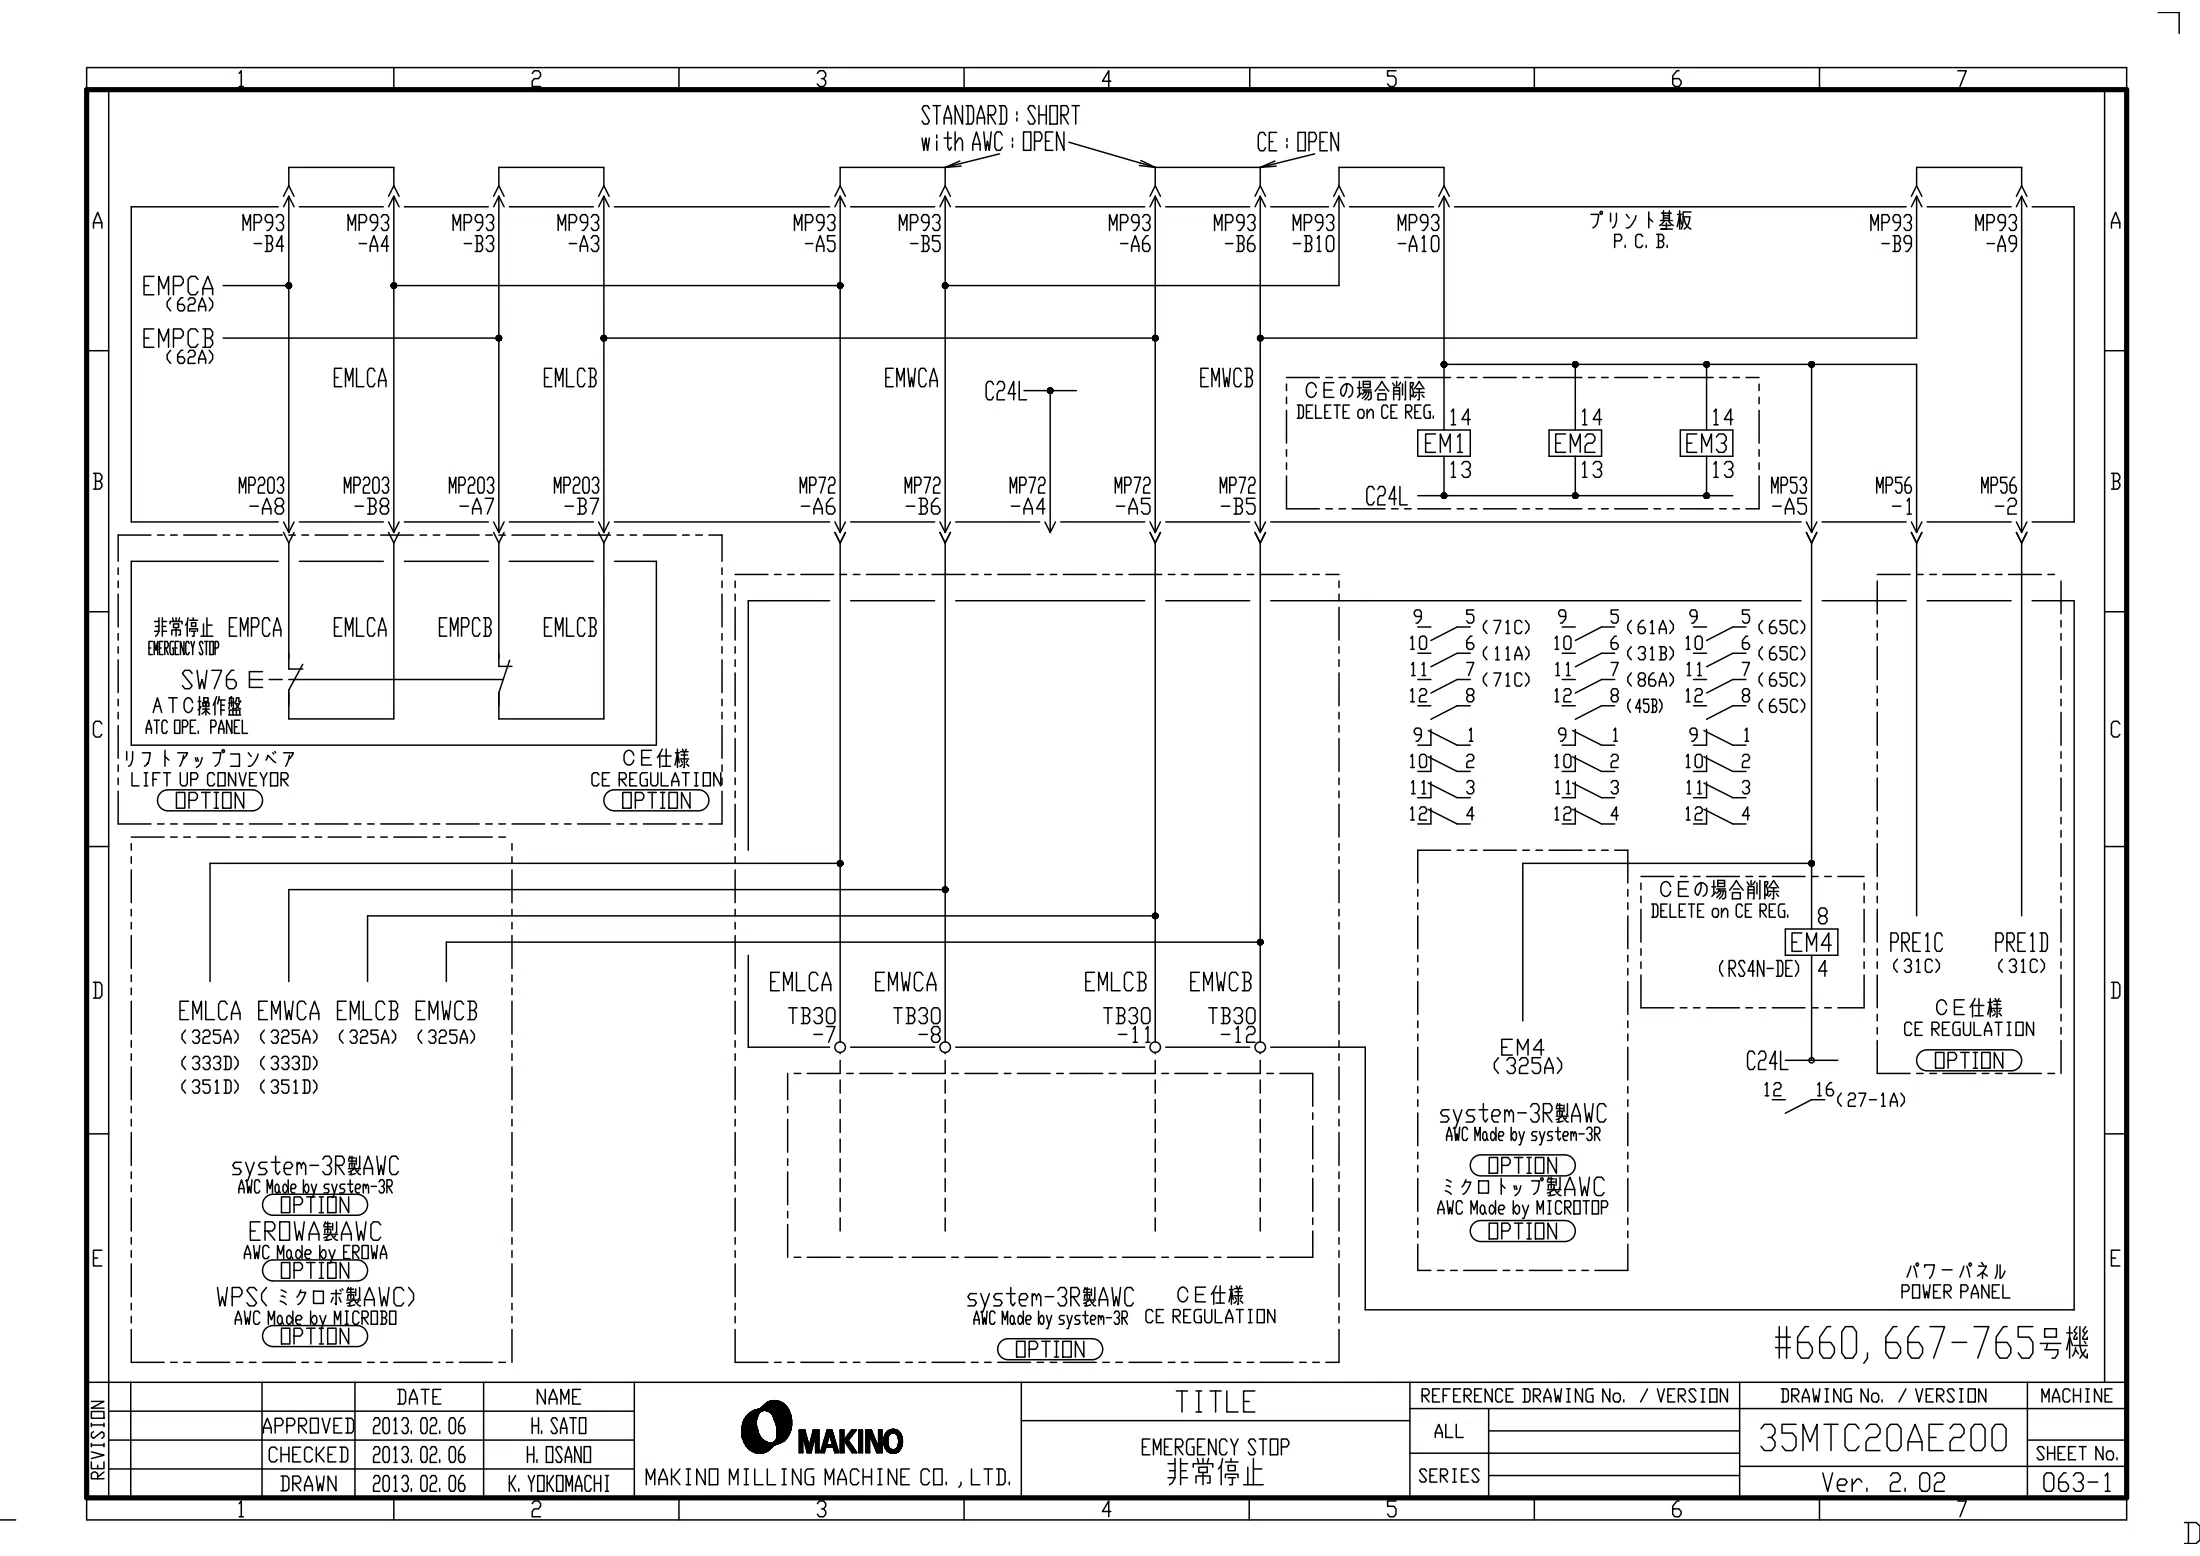 1 2 3 4 5 6 7
STANDARD : SHORT
with AWC : OPEN
CE : OPEN
A
MP93 MP93 MP93 MP93 MP93 MP93 MP93 MP93 MP93 MP93 プリント基板 MP93 MP93
-B4 -A4 -B3 -A3 -A5 -B5 -A6 -B6 -B10 -A10 P. C. B. -B9 -A9
A
EMPCA
(62A)
EMPCB
(62A)
EMLCA EMLCB EMWCA EMWCB
C24L
CEの場合削除
DELETE on CE REG.
14 14 14
EM1 EM2 EM3
13 13 13
C24L
B
MP203 MP203 MP203 MP203 MP72 MP72 MP72 MP72 MP72 MP53 MP56 MP56
-A8 -B8 -A7 -B7 -A6 -B6 -A4 -A5 -B5 -A5 -1 -2
B
非常停止 EMPCA EMLCA EMPCB EMLCB
EMERGENCY STOP
SW76
ATC操作盤
ATC OPE. PANEL
リフトアップコンベア
LIFT UP CONVEYOR
OPTION
CE仕様
CE REGULATION
OPTION
9 5 (71C) 9 5 (61A) 9 5 (65C)
10 6 (11A) 10 6 (31B) 10 6 (65C)
11 7 (71C) 11 7 (86A) 11 7 (65C)
12 8 12 8 (45B) 12 8 (65C)
C C
9 1 9 1 9 1
10 2 10 2 10 2
11 3 11 3 11 3
12 4 12 4 12 4
CEの場合削除
DELETE on CE REG.
8
EM4
(RS4N-DE) 4
PRE1C PRE1D
(31C) (31C)
D D
EMLCA EMWCA EMLCB EMWCB
TB30 TB30 TB30 TB30
-7 -8 -11 -12
EMLCA EMWCA EMLCB EMWCB
(325A) (325A) (325A) (325A)
(333D) (333D)
(351D) (351D)
CE仕様
CE REGULATION
OPTION
EM4
(325A)
C24L
12 16 (27-1A)
system-3R製AWC
AWC Made by system-3R
OPTION
ミクロトップ製AWC
AWC Made by MICROTOP
OPTION
system-3R製AWC
AWC Made by system-3R
OPTION
EROWA製AWC
AWC Made by EROWA
OPTION
WPS(ミクロボ製AWC)
AWC Made by MICROBO
OPTION
E E
system-3R製AWC CE仕様
AWC Made by system-3R CE REGULATION
OPTION
パワーパネル
POWER PANEL
#660, 667-765号機
REVISION
DATE NAME
APPROVED 2013. 02. 06 H. SATO
CHECKED 2013. 02. 06 H. OSANO
DRAWN 2013. 02. 06 K. YOKOMACHI
MAKINO
MAKINO MILLING MACHINE CO. , LTD.
TITLE
EMERGENCY STOP
非常停止
REFERENCE DRAWING No. / VERSION
ALL
SERIES
DRAWING No. / VERSION
35MTC20AE200
Ver. 2. 02
MACHINE
SHEET No.
063-1
1 2 3 4 5 6 7
D